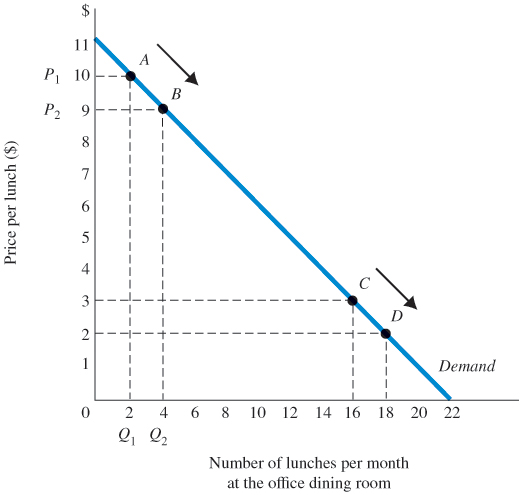 $
11
P₁ 10
P₂ 9
8
7
6
5
4
3
2
1
Price per lunch ($)
A
B
C
D
Demand
0 2 4 6 8 10 12 14 16 18 20 22
Q₁ Q₂
Number of lunches per month
at the office dining room